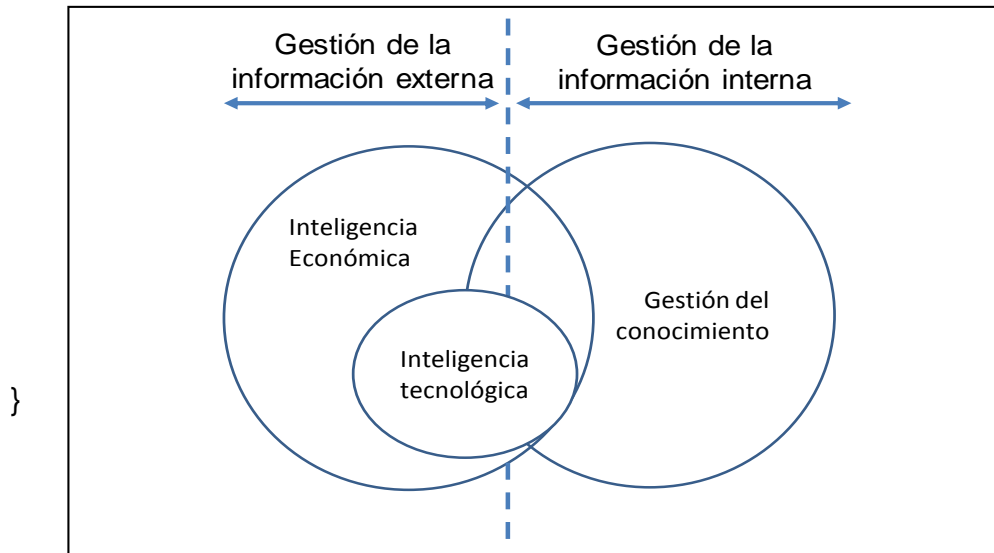 Gestión de la
información externa
Gestión de la
información interna
Inteligencia
Económica
Gestión del
conocimiento
Inteligencia
tecnológica
}